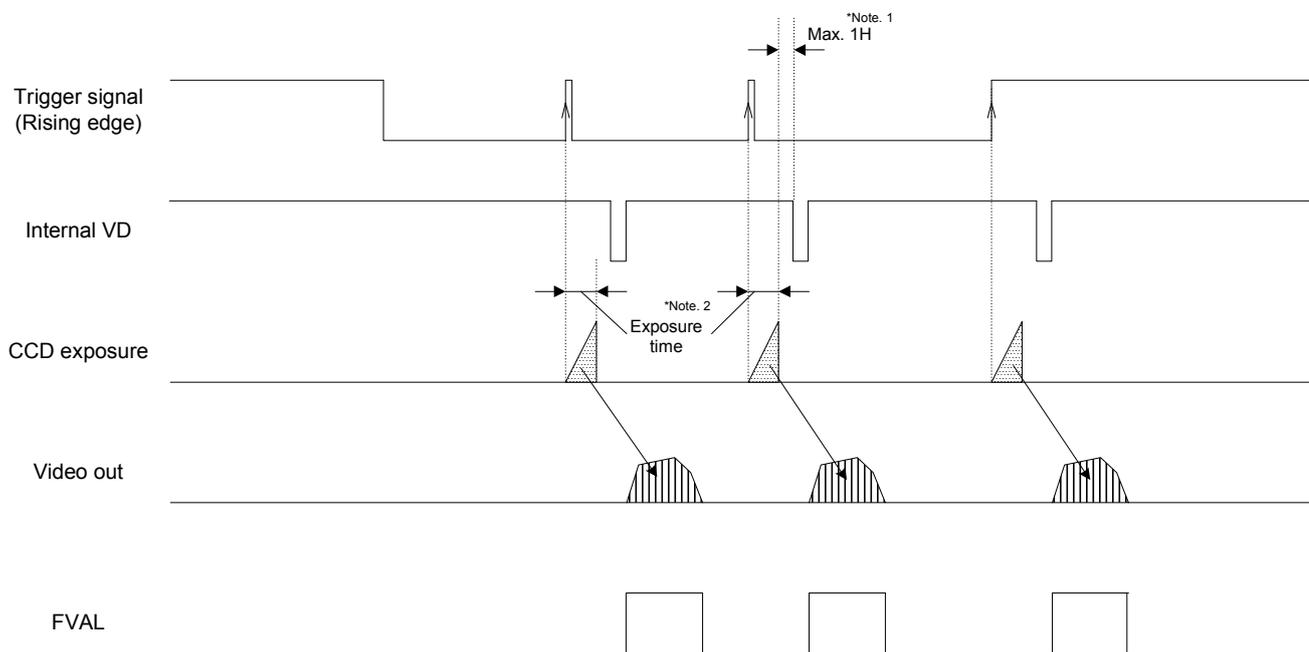 *Note. 1
Max. 1H
Trigger signal
(Rising edge)
Internal VD
*Note. 2
Exposure
time
CCD exposure
Video out
FVAL